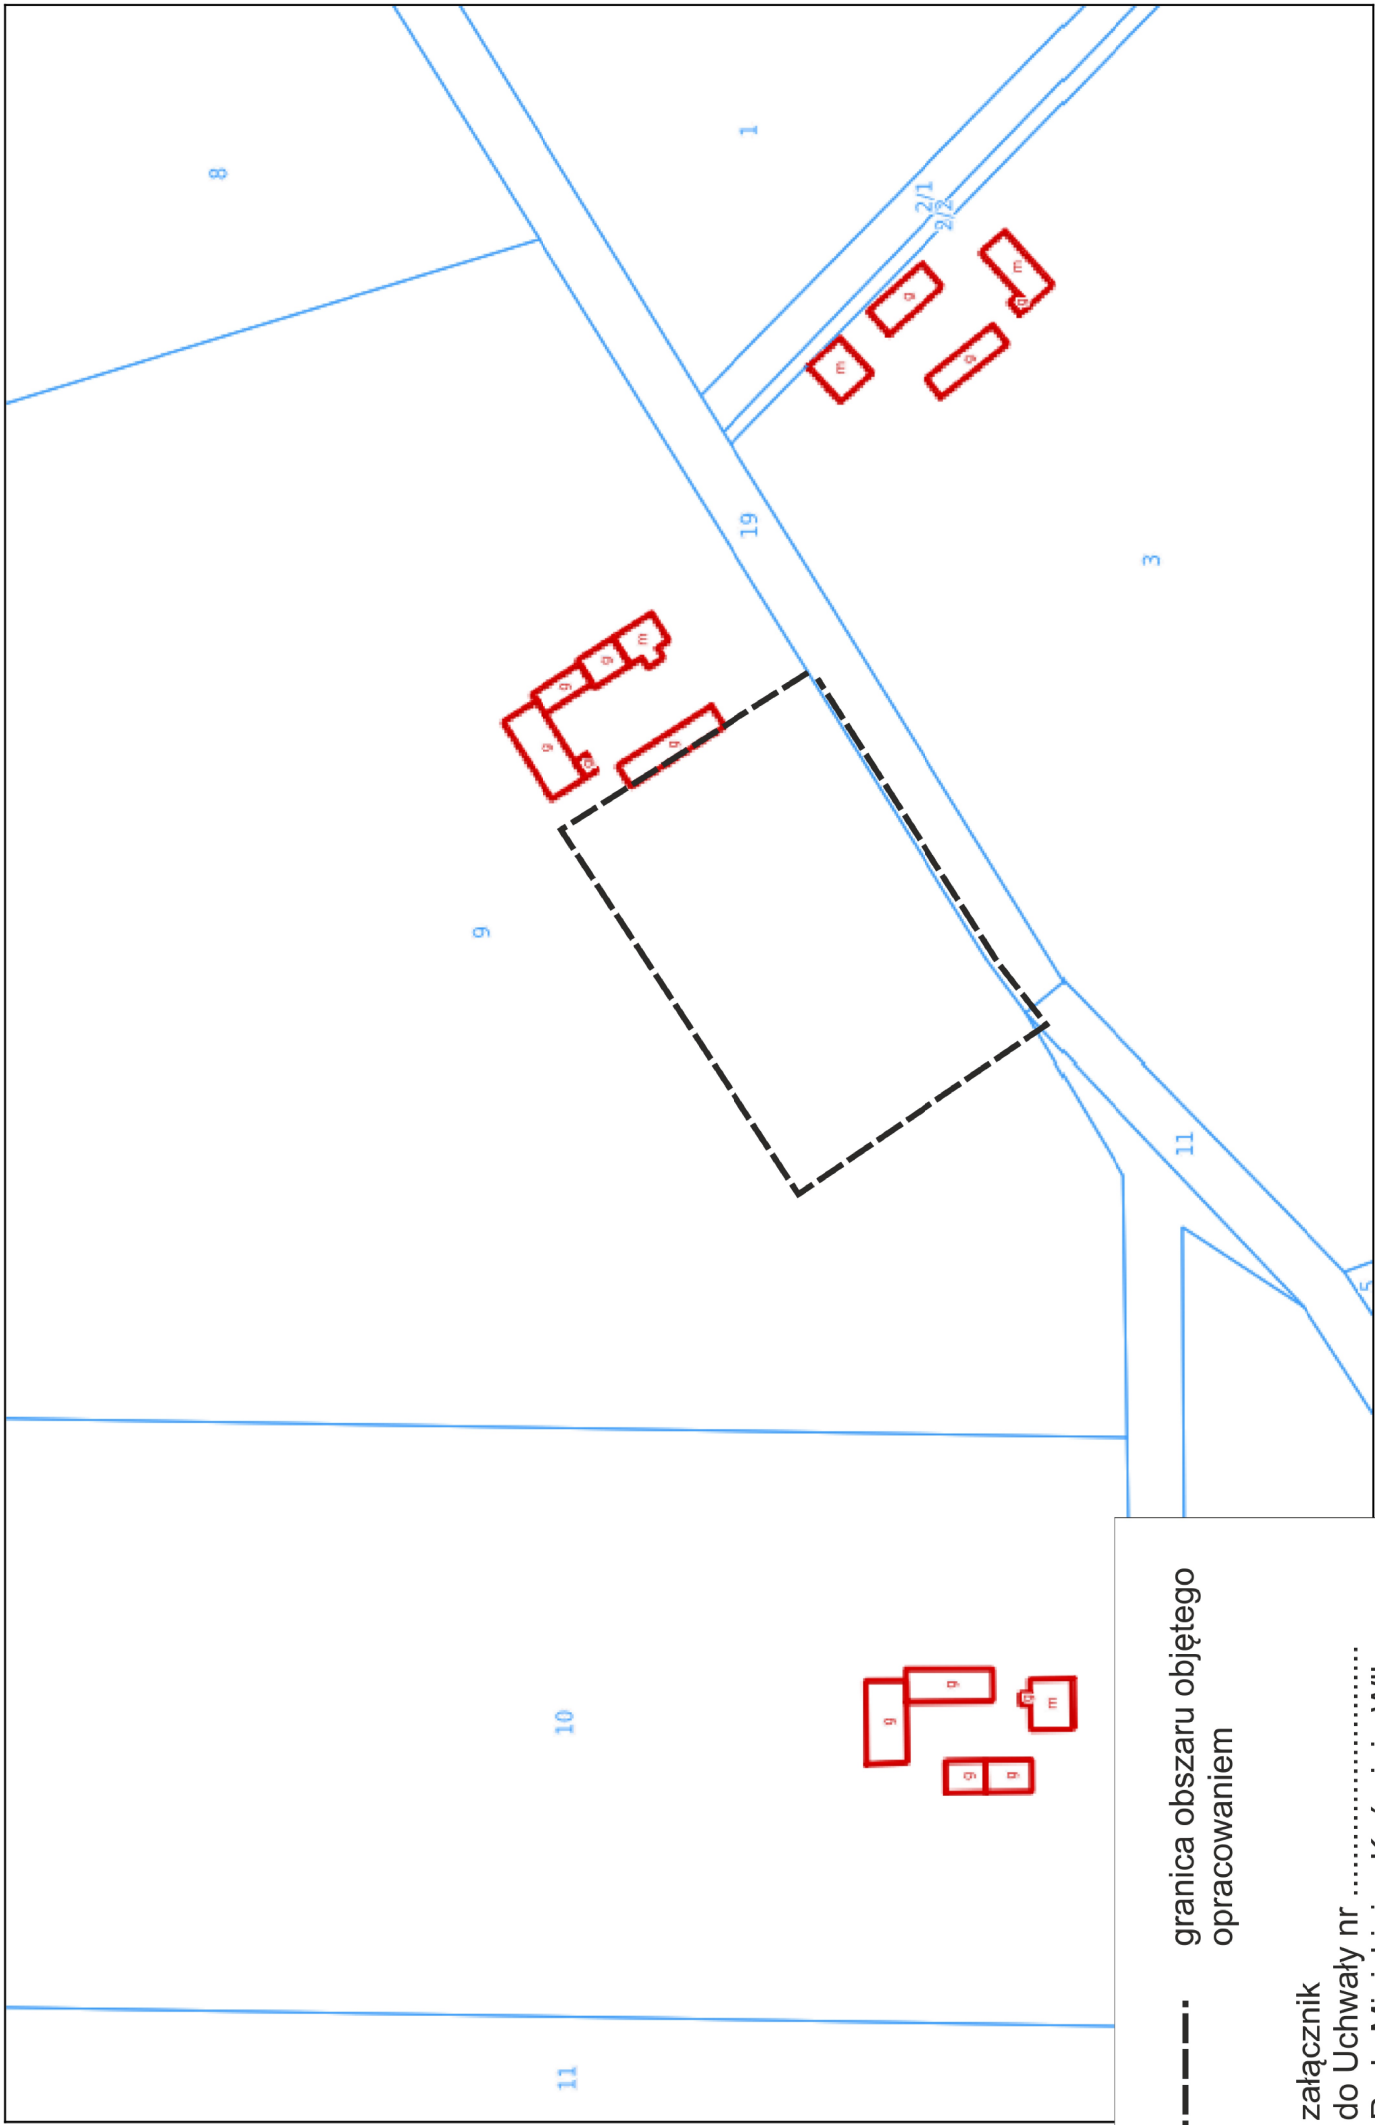 8
1
2/1
2/2
m
g
g
g
m
19
3
m
g
g
g
g
g
9
11
5
10
g
g
g
m
g
g
11
granica obszaru objętego
opracowaniem
załącznik
do Uchwały nr ....................................